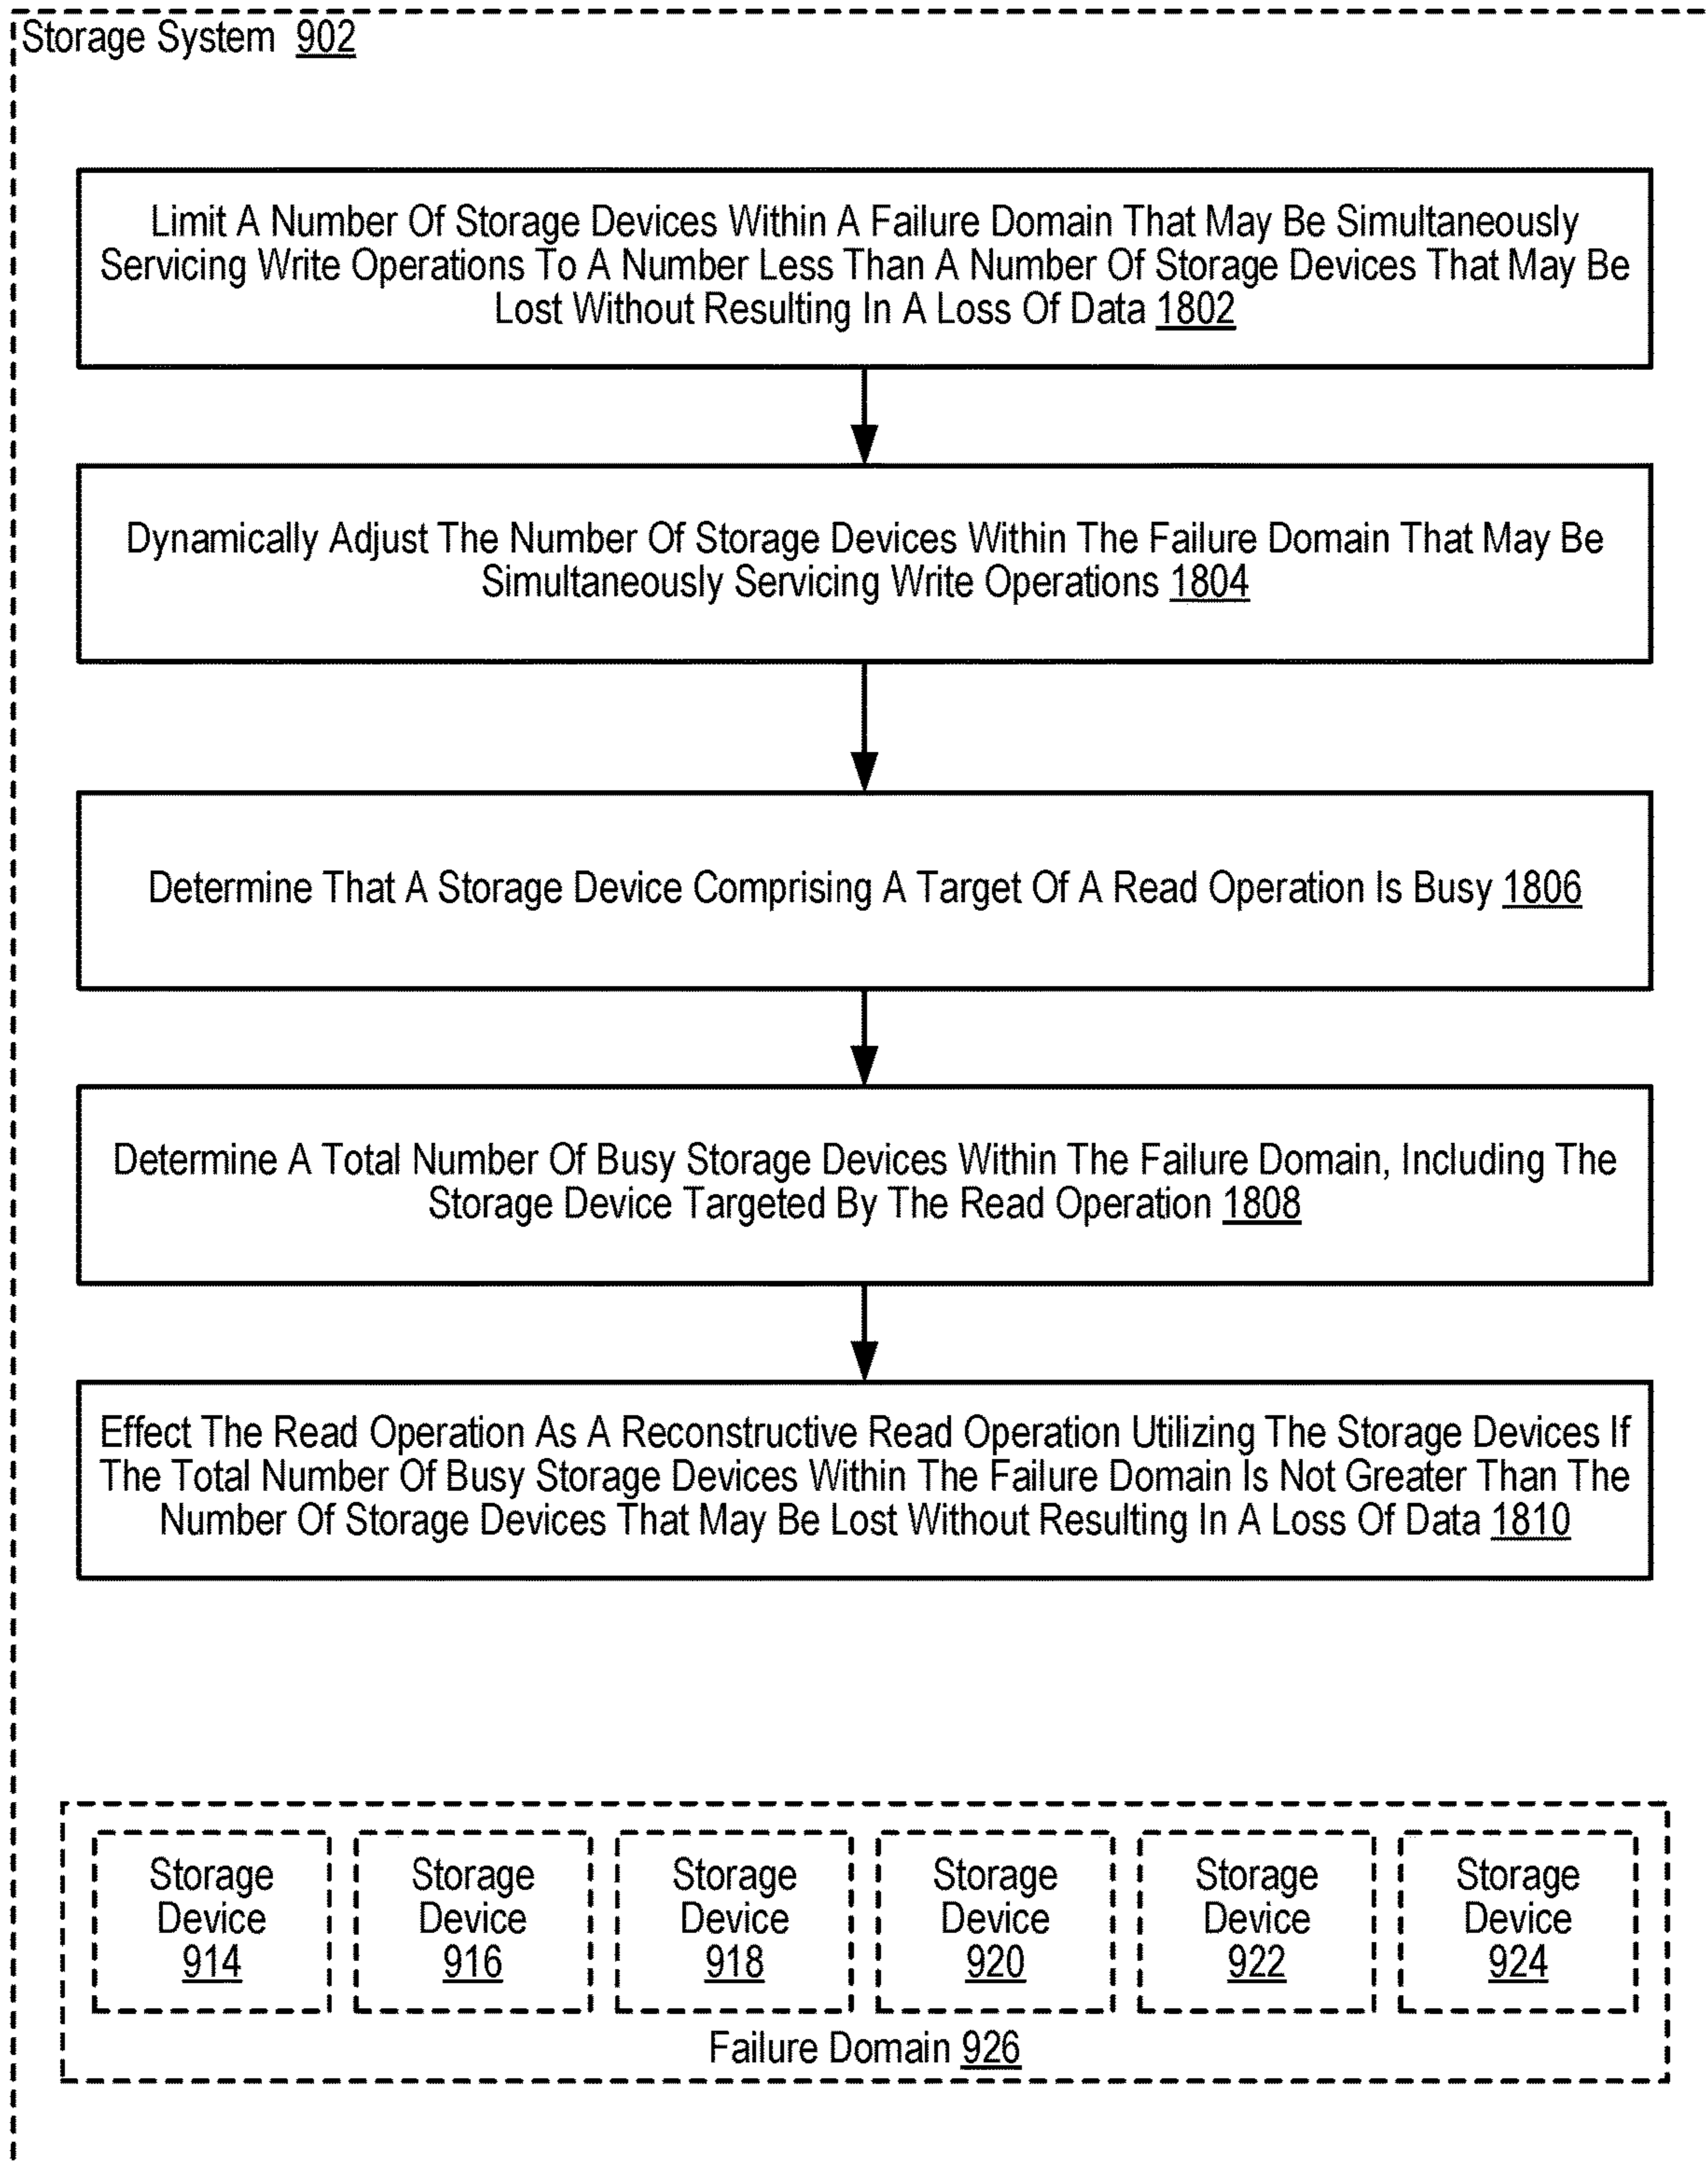 Storage System 902
Limit A Number Of Storage Devices Within A Failure Domain That May Be Simultaneously
Servicing Write Operations To A Number Less Than A Number Of Storage Devices That May Be
Lost Without Resulting In A Loss Of Data 1802
Dynamically Adjust The Number Of Storage Devices Within The Failure Domain That May Be
Simultaneously Servicing Write Operations 1804
Determine That A Storage Device Comprising A Target Of A Read Operation Is Busy 1806
Determine A Total Number Of Busy Storage Devices Within The Failure Domain, Including The
Storage Device Targeted By The Read Operation 1808
Effect The Read Operation As A Reconstructive Read Operation Utilizing The Storage Devices If
The Total Number Of Busy Storage Devices Within The Failure Domain Is Not Greater Than The
Number Of Storage Devices That May Be Lost Without Resulting In A Loss Of Data 1810
Storage
Device
914
Storage
Device
916
Storage
Device
918
Storage
Device
920
Storage
Device
922
Storage
Device
924
Failure Domain 926